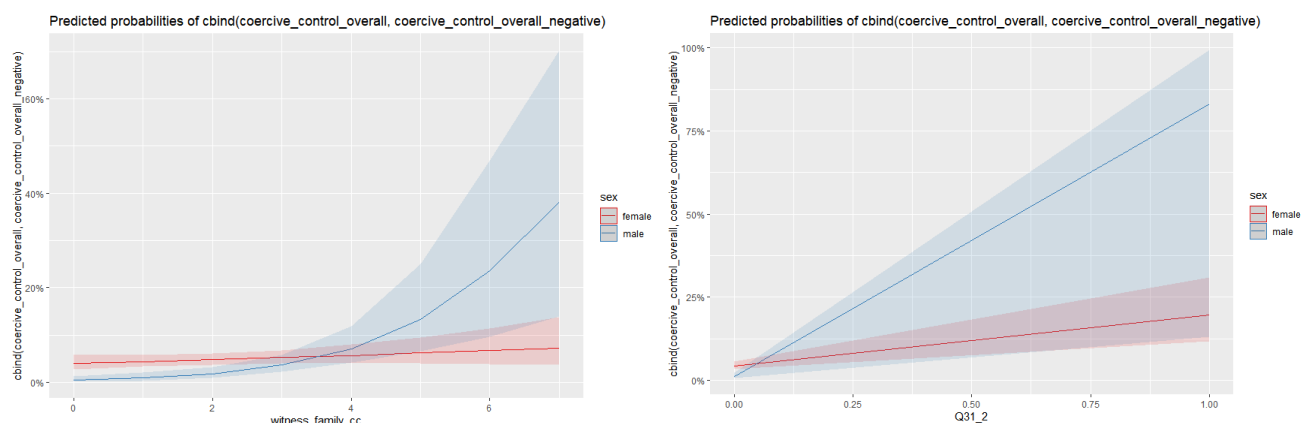 Predicted probabilities of cbind(coercive_control_overall, coercive_control_overall_negative)
cbind(coercive_control_overall, coercive_control_overall_negative)
60%
40%
20%
0%
0
2
4
6
witness_family_cc
sex
female
male
Predicted probabilities of cbind(coercive_control_overall, coercive_control_overall_negative)
cbind(coercive_control_overall, coercive_control_overall_negative)
100%
75%
50%
25%
0%
0.00
0.25
0.50
0.75
1.00
Q31_2
sex
female
male